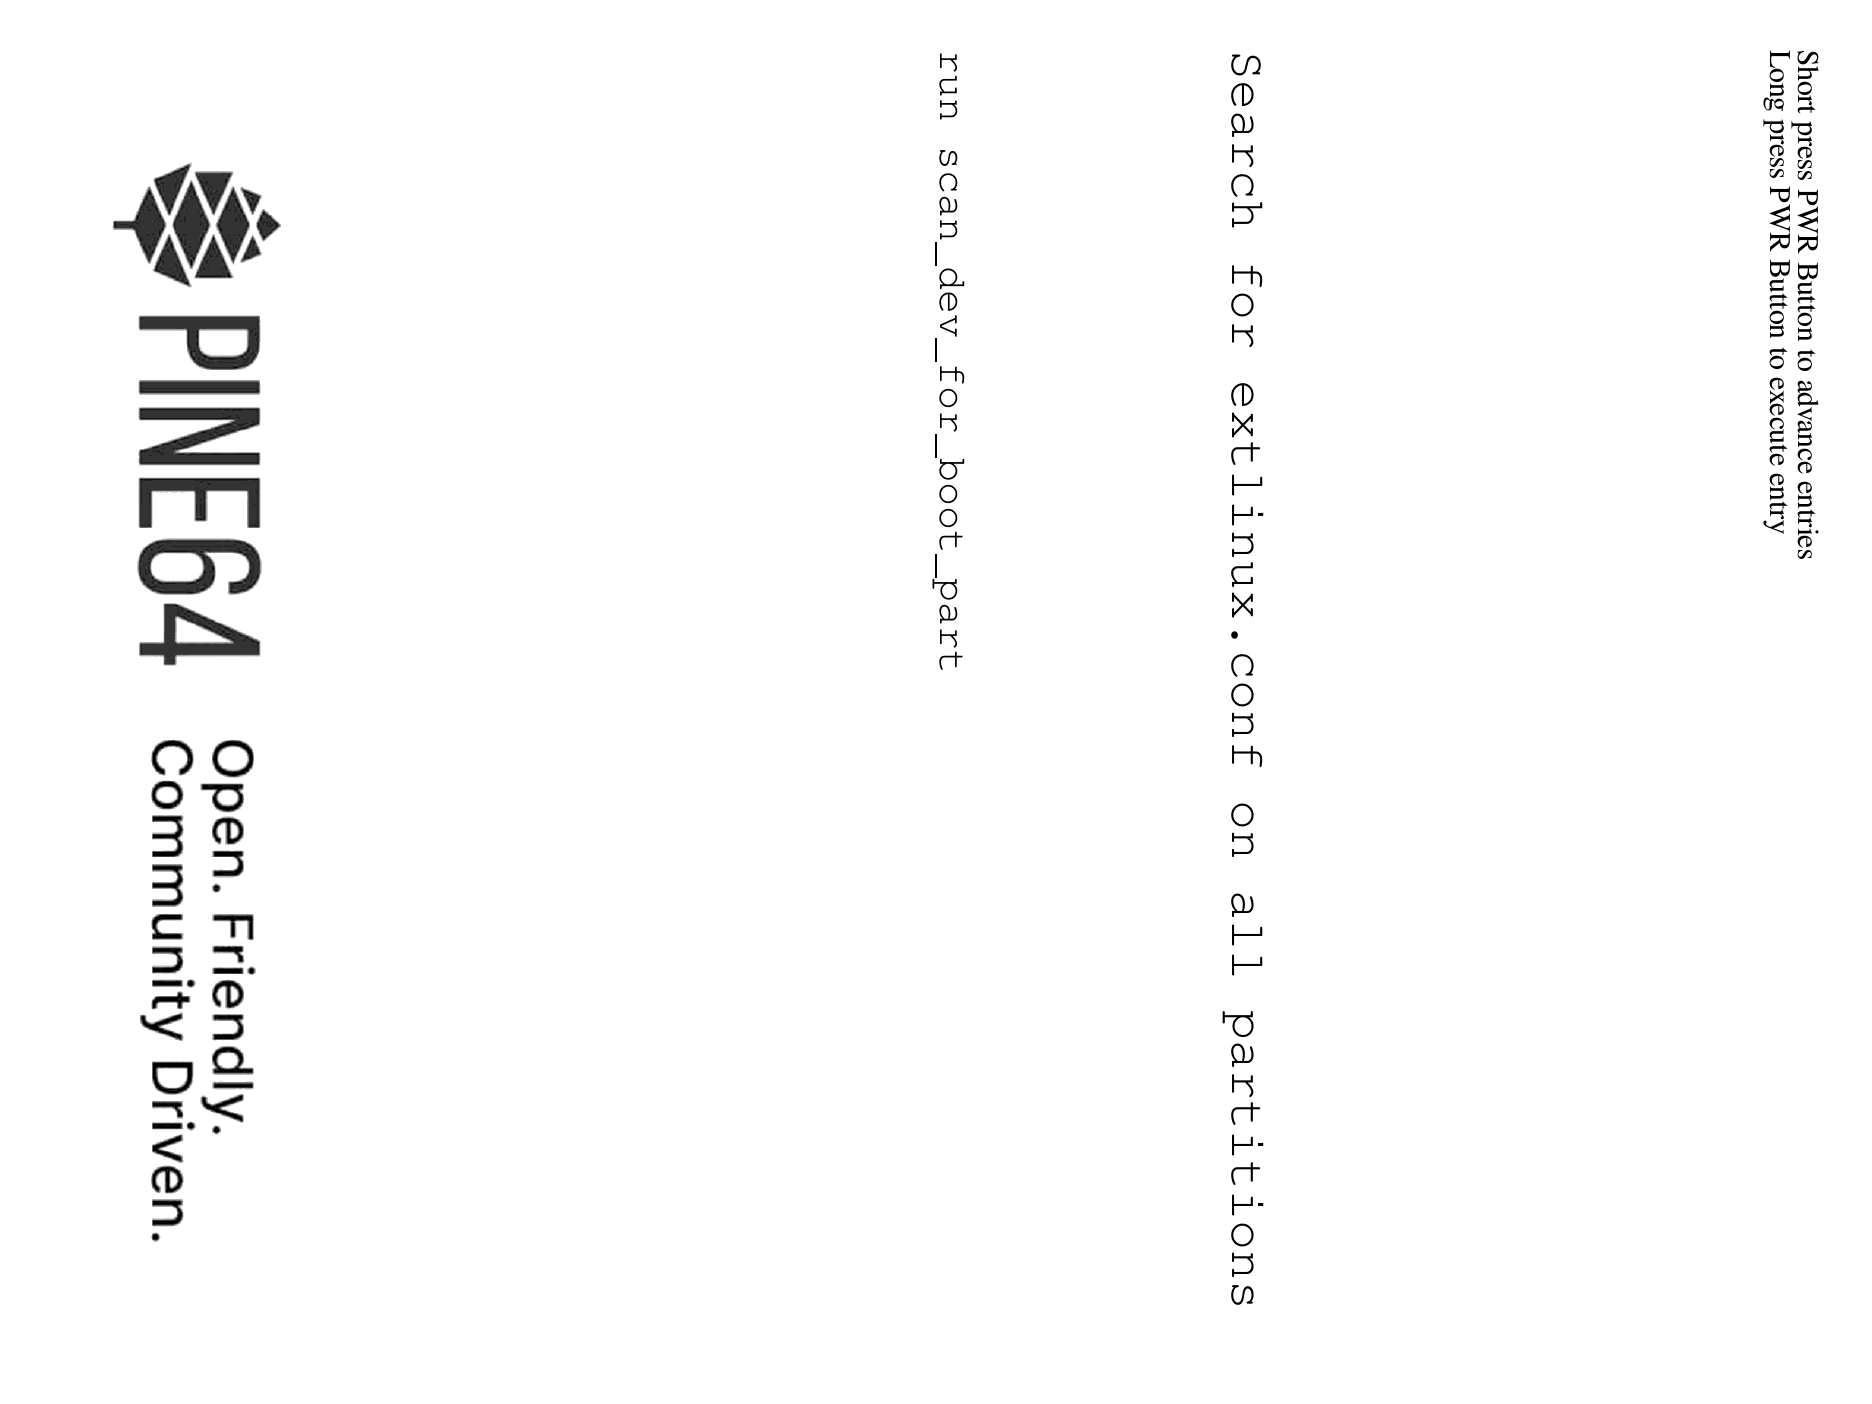 Short press PWR Button to advance entries
Long press PWR Button to execute entry
Search for extlinux.conf on all partitions
run scan_dev_for_boot_part
PINE64
Open. Friendly.
Community Driven.